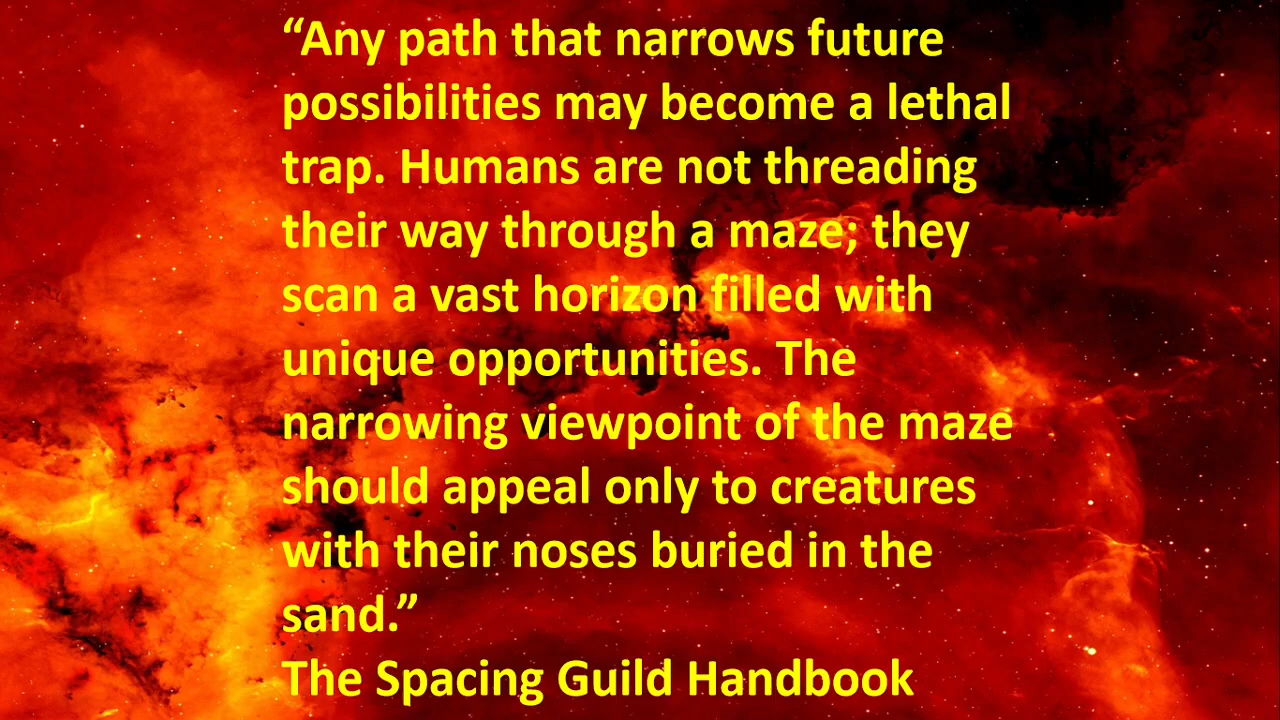 “Any path that narrows future
possibilities may become a lethal
trap. Humans are not threading
their way through a maze; they
scan a vast horizon filled with
unique opportunities. The
narrowing viewpoint of the maze
should appeal only to creatures
with their noses buried in the
sand.”
The Spacing Guild Handbook